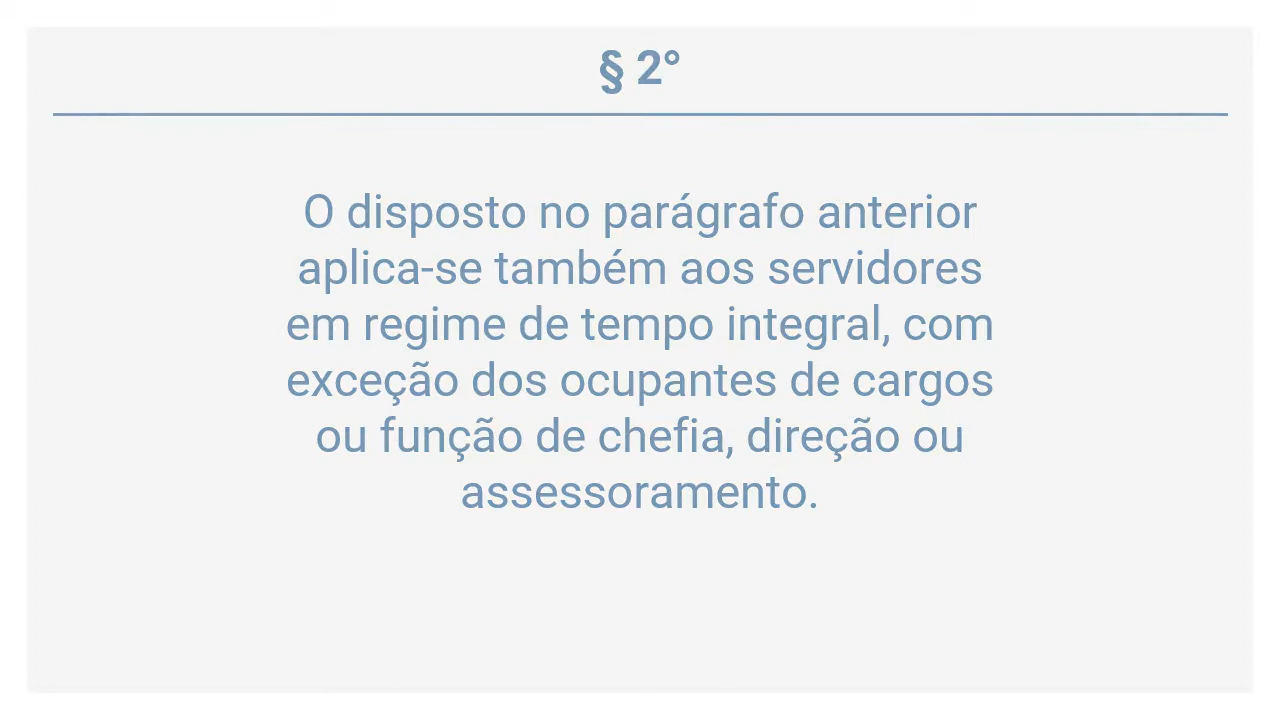 § 2°
O disposto no parágrafo anterior
aplica-se também aos servidores
em regime de tempo integral, com
exceção dos ocupantes de cargos
ou função de chefia, direção ou
assessoramento.